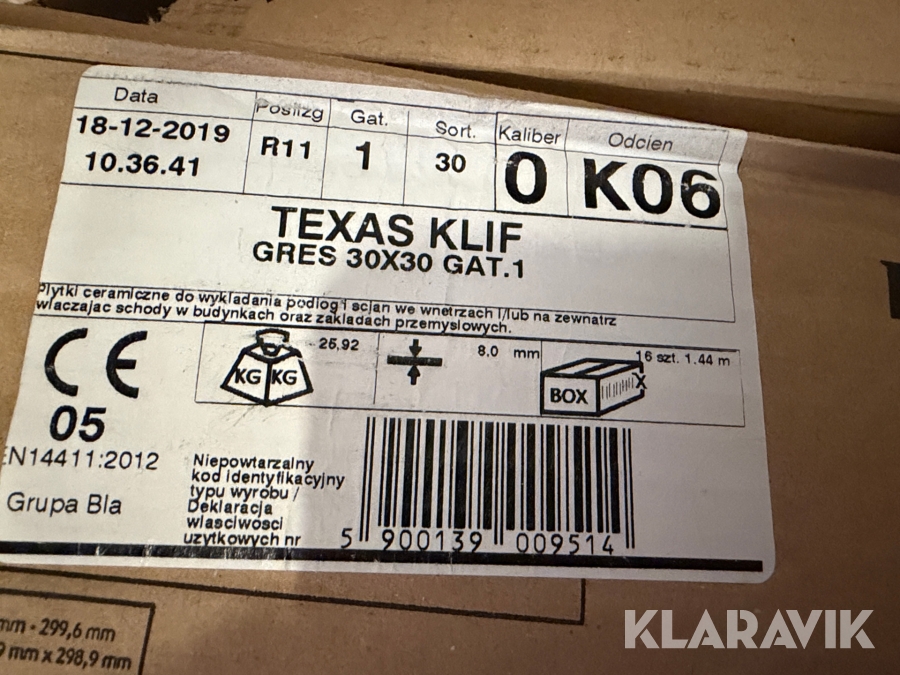 Data
18-12-2019
10.36.41
Poslizg
R11
Gat.
1
Sort.
30
Kaliber
0
Odcien
K06
TEXAS KLIF
GRES 30X30 GAT.1
Plytki ceramiczne do wykladania podlog i scian we wnetrzach i/lub na zewnatrz
wlaczajac schody w budynkach oraz zakladach przemyslowych.
CE
05
EN14411:2012
Grupa BIa
KG KG
25,92
8.0 mm
BOX
X
16 szt. 1.44 m
Niepowtarzalny
kod identyfikacyjny
typu wyrobu /
Deklaracja
wlasciwosci
uzytkowych nr
5 900139 009514
mm - 299,6 mm
9 mm x 298,9 mm
KLARAVIK